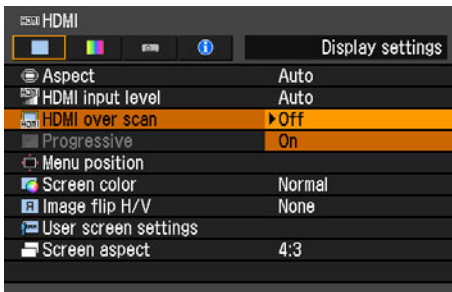 HDMI
Display settings
Aspect Auto
HDMI input level Auto
HDMI over scan Off
Progressive On
Menu position
Screen color Normal
Image flip H/V None
User screen settings
Screen aspect 4:3